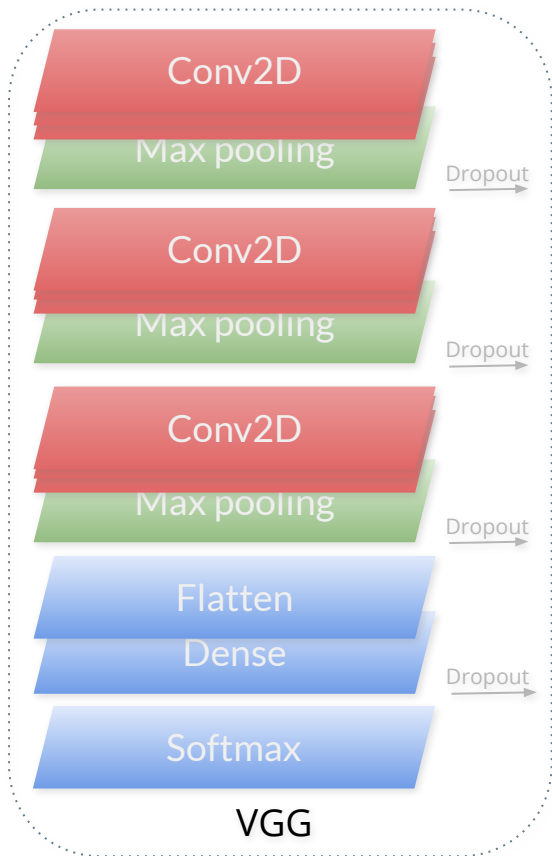 Conv2D
Max pooling
Dropout
Conv2D
Max pooling
Dropout
Conv2D
Max pooling
Dropout
Flatten
Dense
Dropout
Softmax
VGG